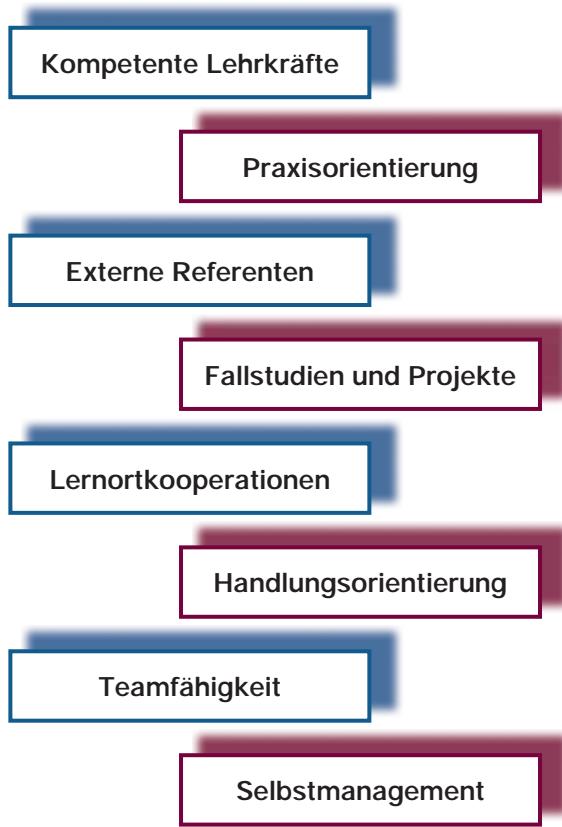 Kompetente Lehrkräfte
Praxisorientierung
Externe Referenten
Fallstudien und Projekte
Lernortkooperationen
Handlungsorientierung
Teamfähigkeit
Selbstmanagement